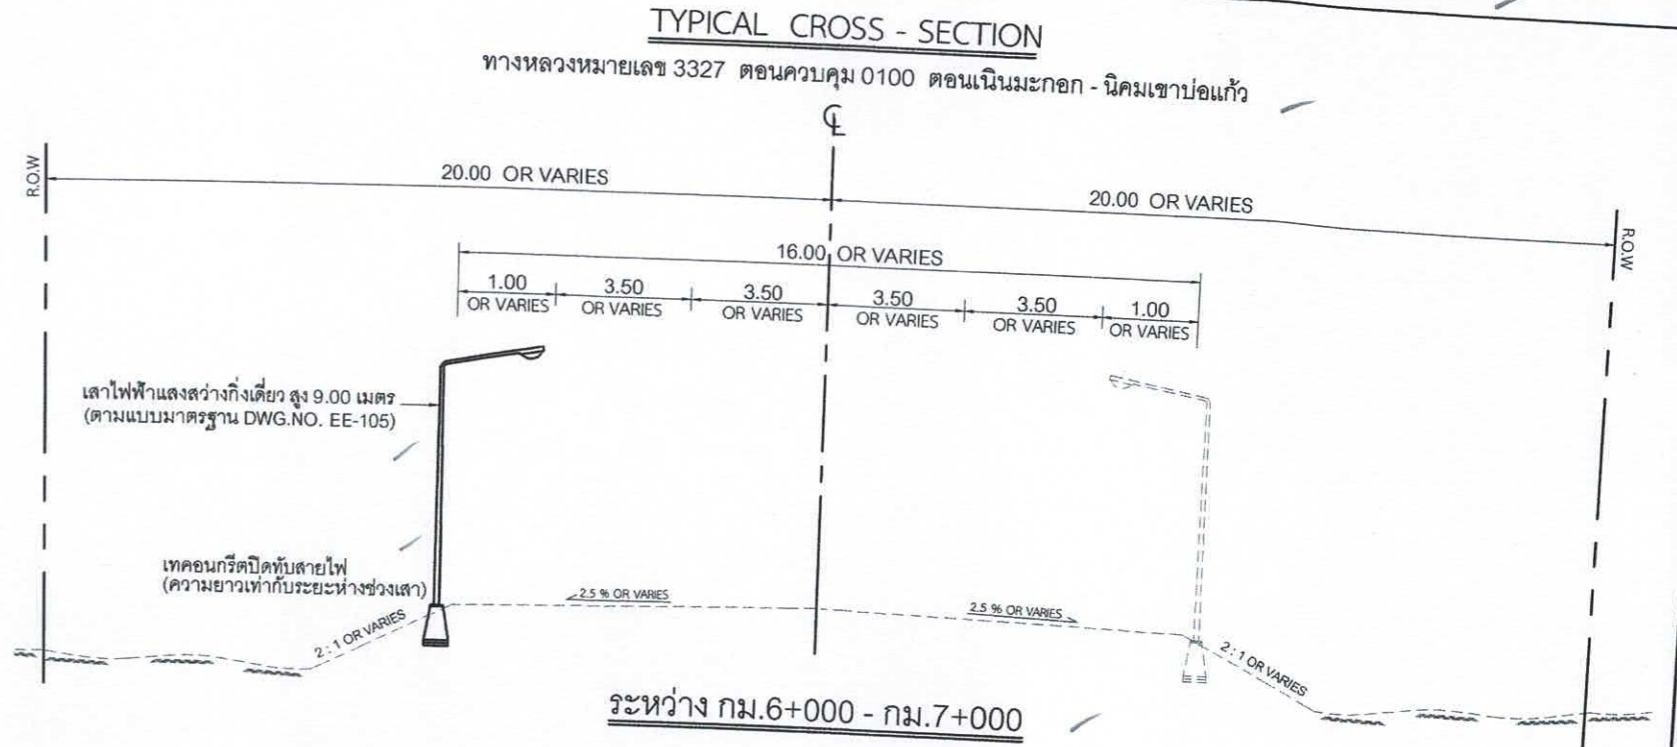 TYPICAL CROSS - SECTION
ทางหลวงหมายเลข 3327 ตอนควบคุม 0100 ตอนเนินมะกอก - นิคมเขาบ่อแก้ว
R.O.W
20.00 OR VARIES
20.00 OR VARIES
R.O.W
16.00 OR VARIES
1.00 3.50 3.50 3.50 3.50 1.00
OR VARIES OR VARIES OR VARIES OR VARIES OR VARIES OR VARIES
เสาไฟฟ้าแสงสว่างกิ่งเดี่ยว สูง 9.00 เมตร
(ตามแบบมาตรฐาน DWG.NO. EE-105)
เทคอนกรีตปิดทับสายไฟ
(ความยาวเท่ากับระยะห่างช่วงเสา)
2 : 1 OR VARIES
2.5 % OR VARIES
2.5 % OR VARIES
2 : 1 OR VARIES
ระหว่าง กม.6+000 - กม.7+000